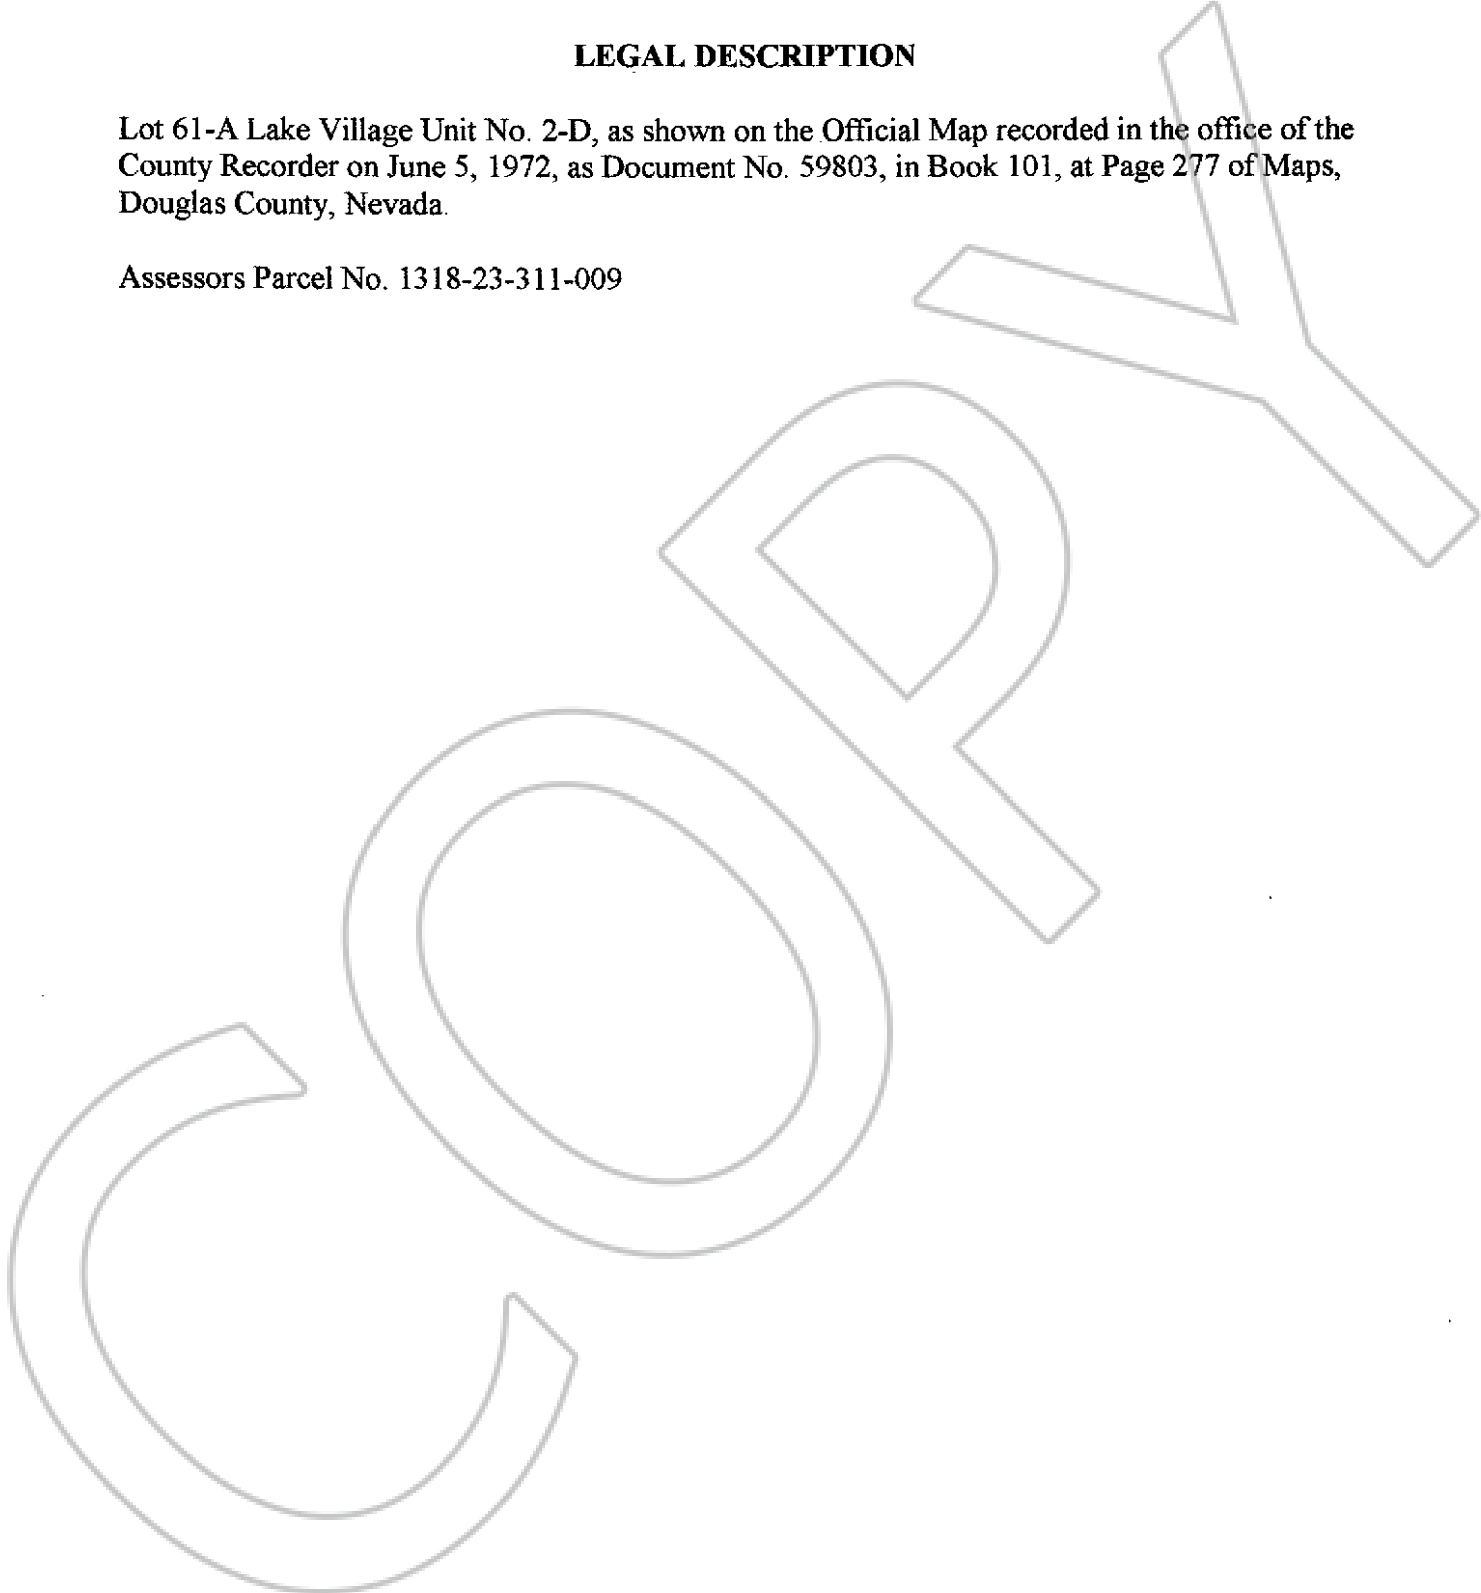 LEGAL DESCRIPTION
Lot 61-A Lake Village Unit No. 2-D, as shown on the Official Map recorded in the office of the
County Recorder on June 5, 1972, as Document No. 59803, in Book 101, at Page 277 of Maps,
Douglas County, Nevada.
Assessors Parcel No. 1318-23-311-009
COPY